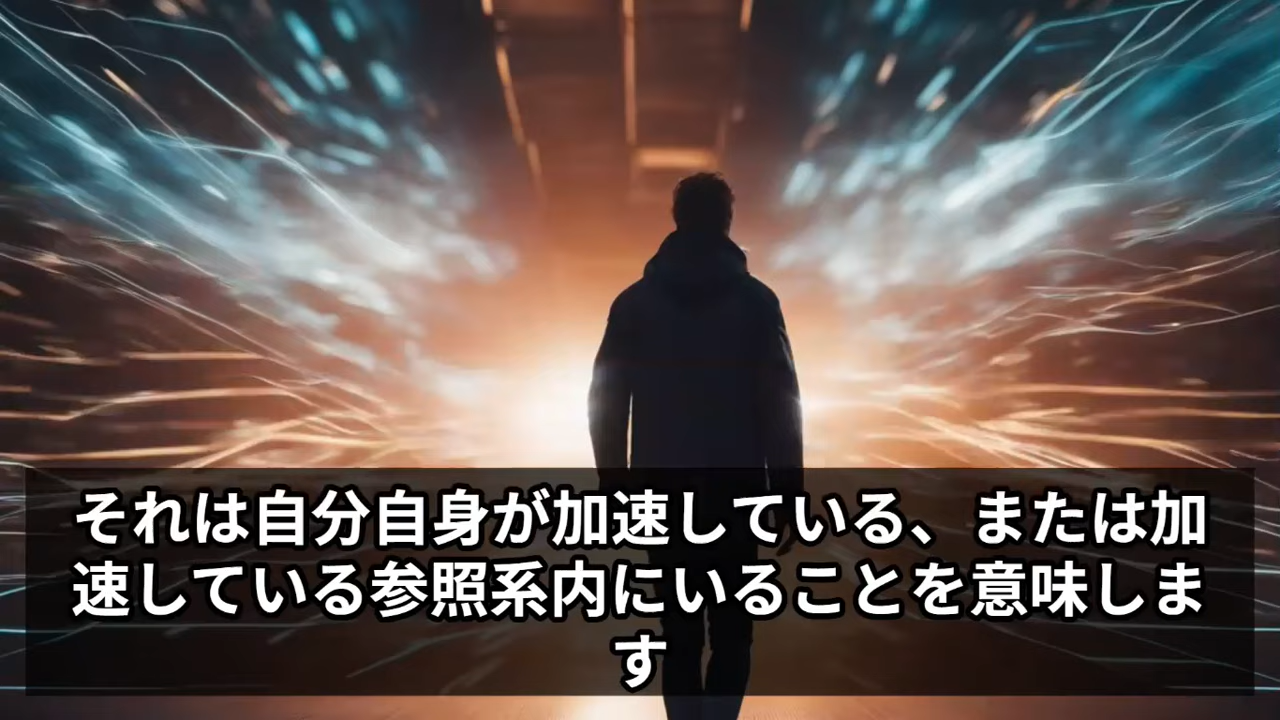 それは自分自身が加速している、または加
速している参照系内にいることを意味しま
す